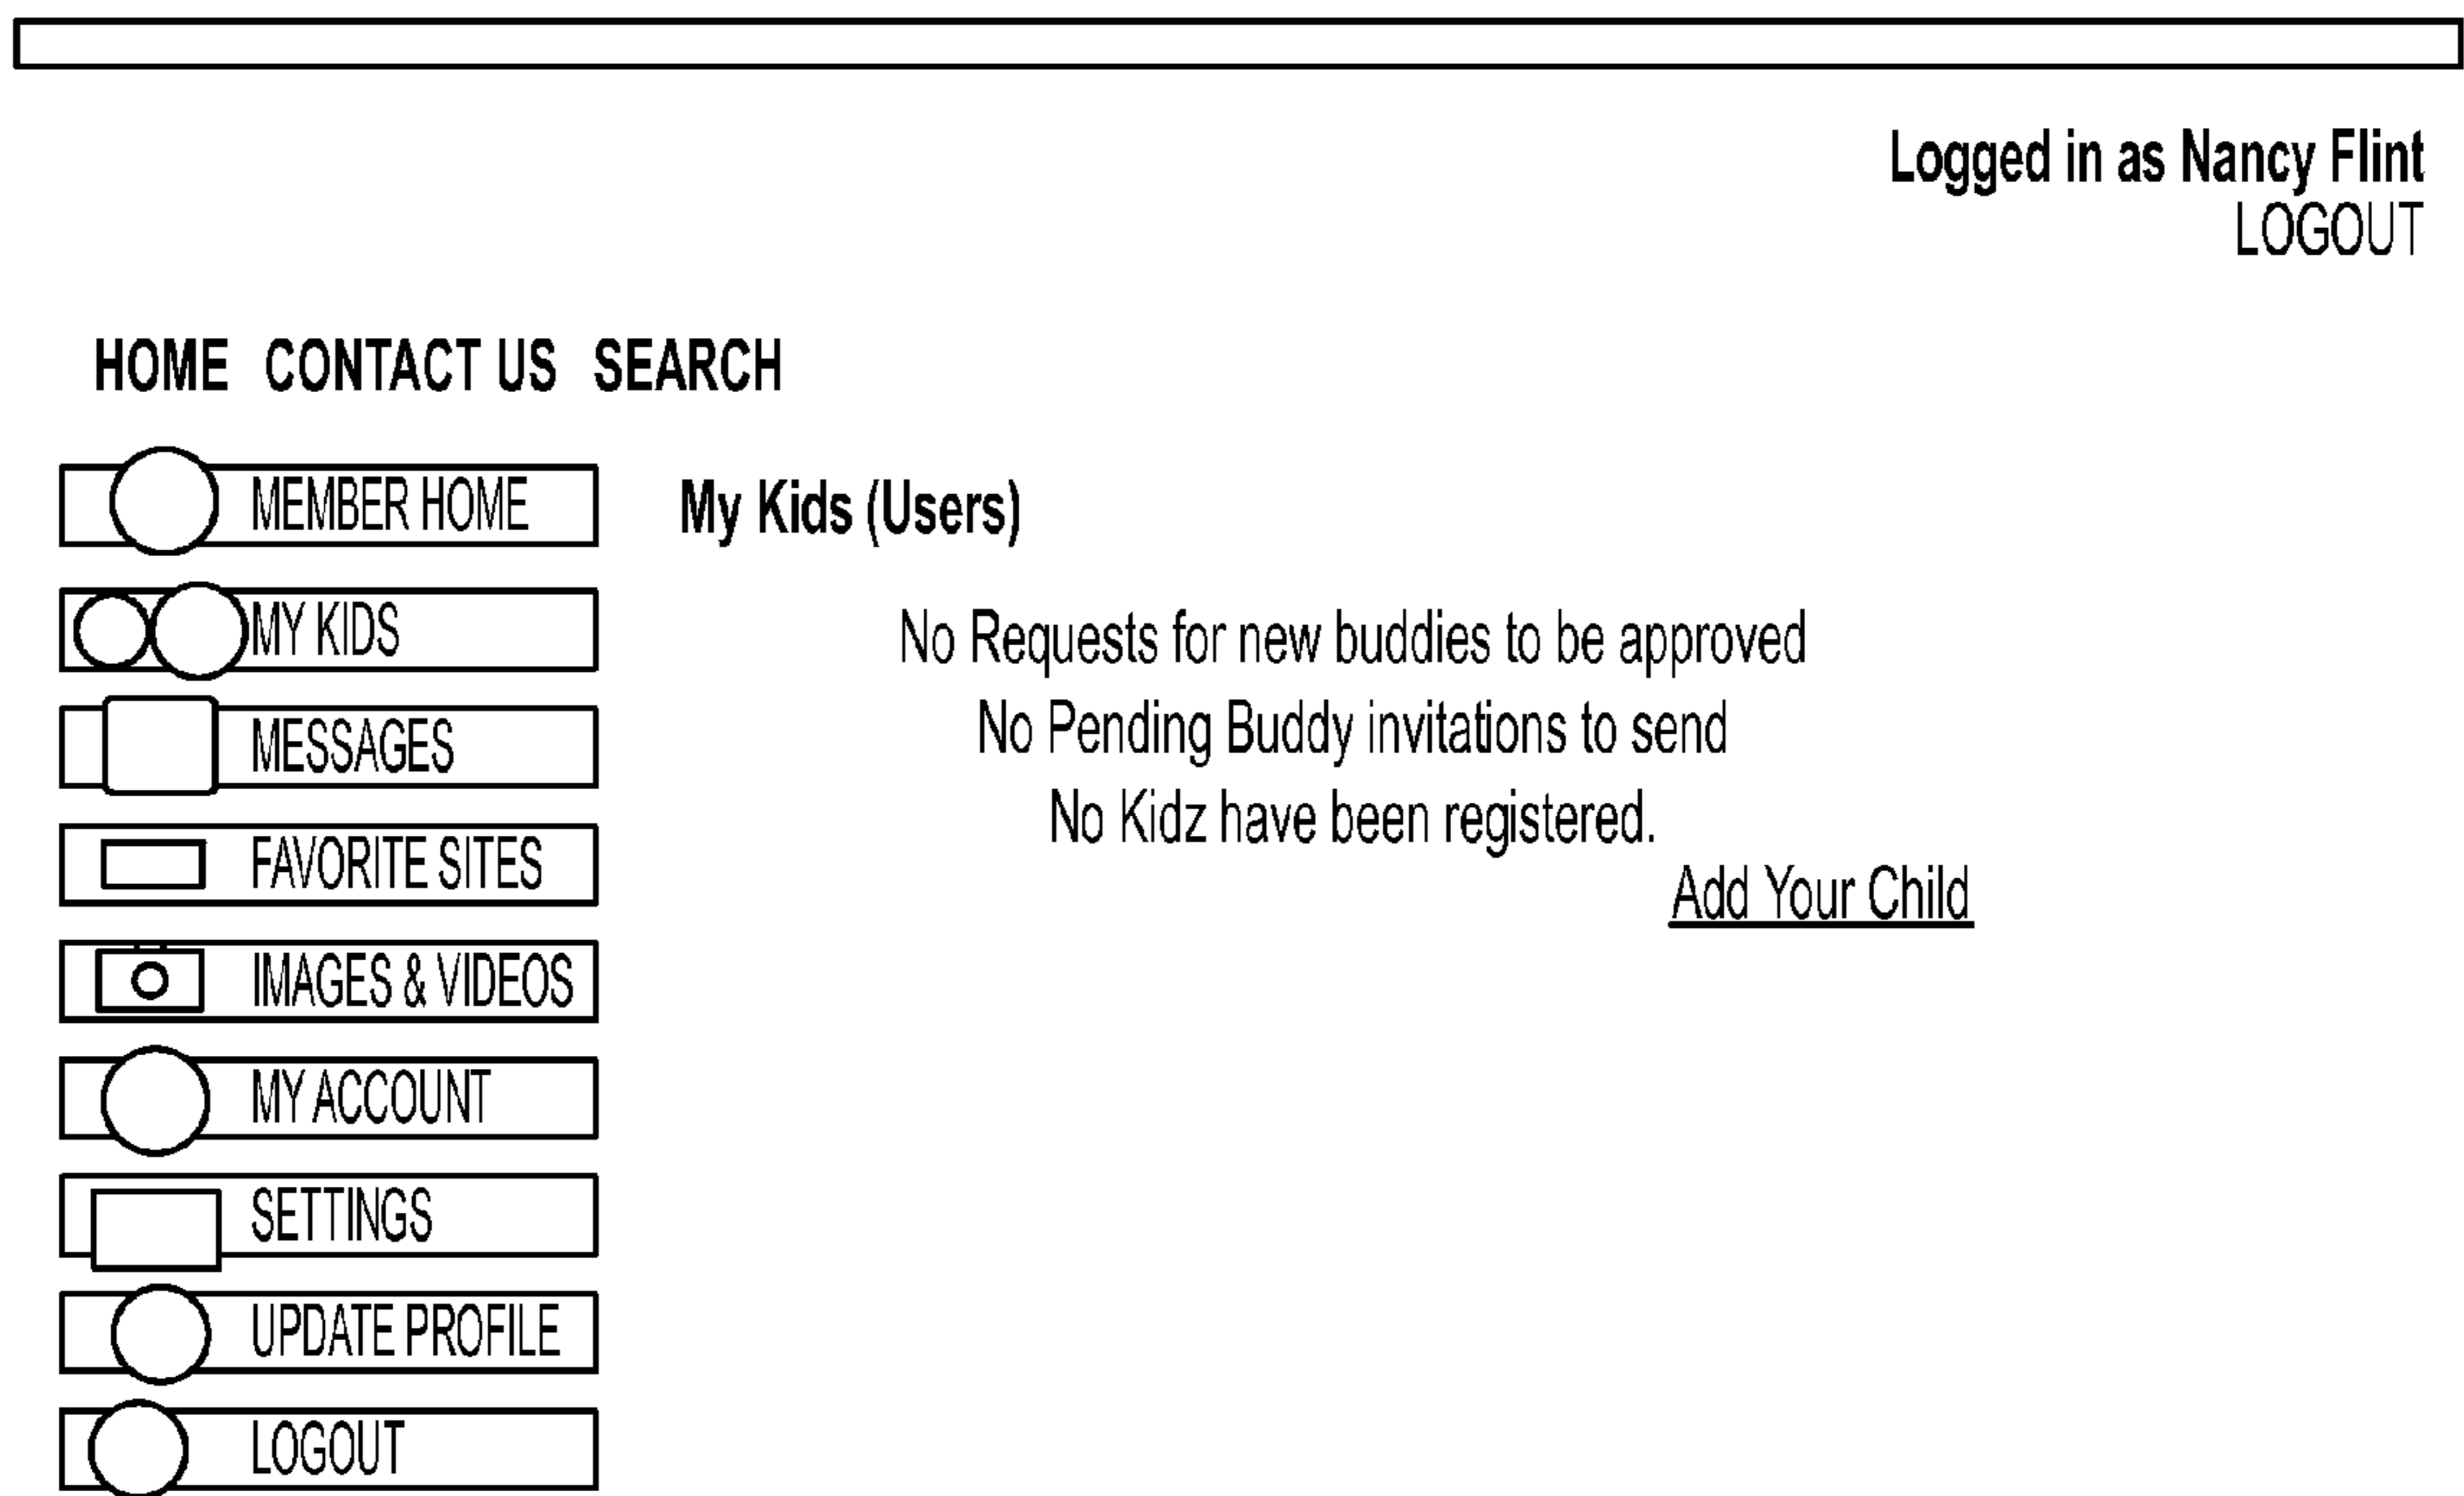 Logged in as Nancy Flint
LOGOUT
HOME CONTACT US SEARCH
MEMBER HOME
MY KIDS
MESSAGES
FAVORITE SITES
IMAGES & VIDEOS
MY ACCOUNT
SETTINGS
UPDATE PROFILE
LOGOUT
My Kids (Users)
No Requests for new buddies to be approved
No Pending Buddy invitations to send
No Kidz have been registered.
Add Your Child